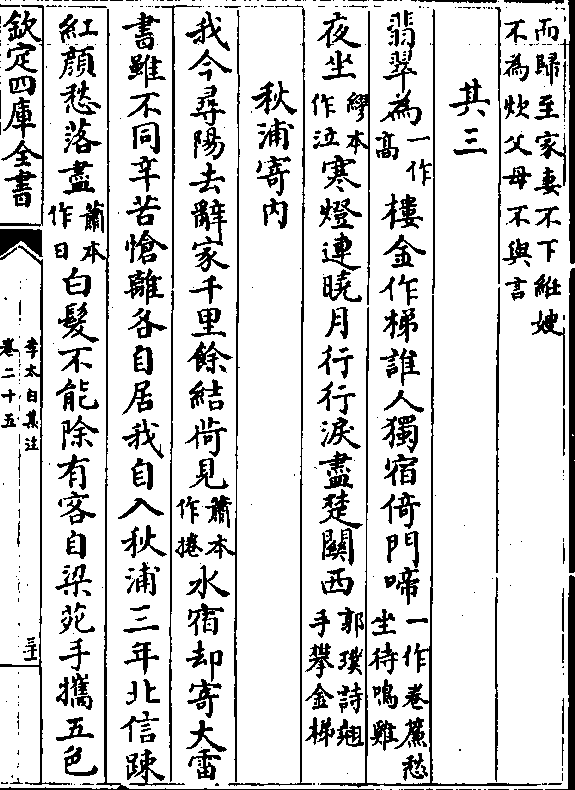 而歸至家妻不下絍嫂
不為炊父母不與言
其三
翡翠為一作高樓金作梯誰人獨宿倚門啼一作卷簾愁坐待鳴雞
夜坐繆本作泣寒燈連曉月行行淚盡楚關西郭璞詩翹手攀金梯
秋浦寄内
我今尋陽去辭家千里餘結荷見蕭本作捲水宿却寄大雷
書雖不同辛苦愴離各自居我自入秋浦三年北信疎
紅顔愁落盡蕭本作日白髮不能除有客自梁苑手攜五色
欽定四庫全書
李太白集注
卷二十五